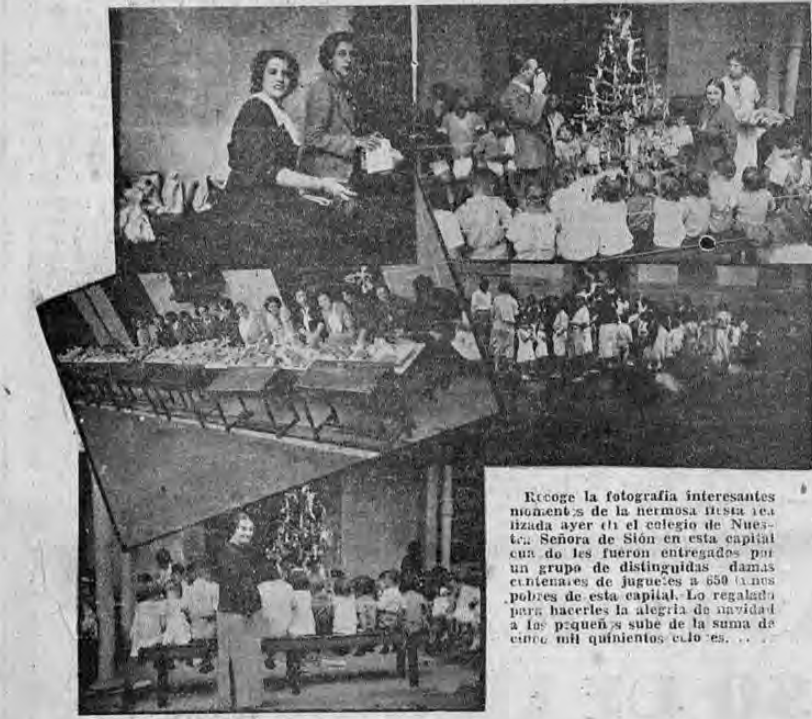 Recoge la fotografia interesantes
momentos de la hermosa fiesta rea
lizada ayer en el colegio de Nues-
tra Señora de Sión en esta capital
cuando les fueron entregados por
un grupo de distinguidas damas
centenares de juguetes a 650 niños
pobres de esta capital. Lo regalado
para hacerles la alegria de navidad
a los pequeños sube de la suma de
cinco mil quinientos colones. . . .